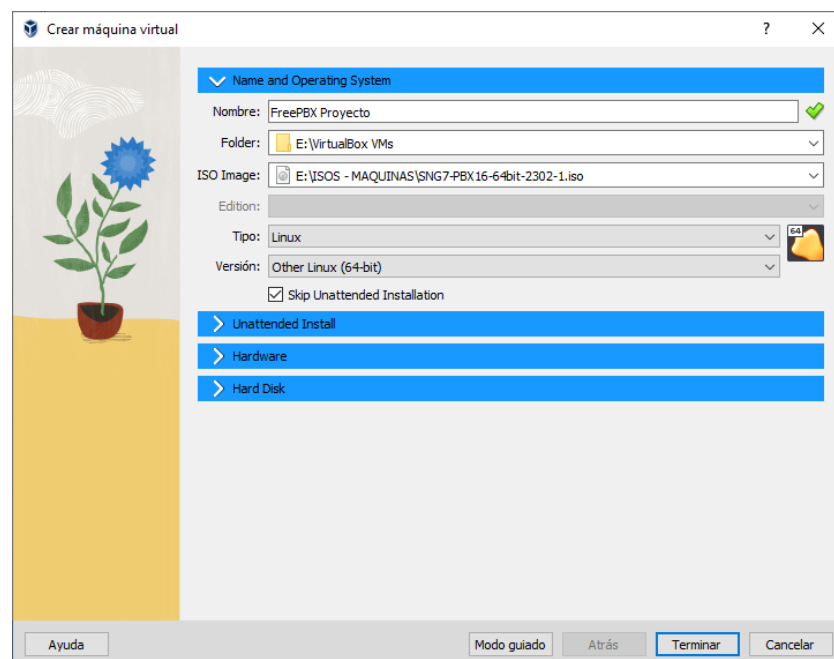 Crear máquina virtual
?
Name and Operating System
Nombre: FreePBX Proyecto
Folder: E:\VirtualBox VMs
ISO Image: E:\ISOS - MAQUINAS\SNG7-PBX16-64bit-2302-1.iso
Edition:
Tipo: Linux
64
Versión: Other Linux (64-bit)
Skip Unattended Installation
Unattended Install
Hardware
Hard Disk
Ayuda Modo guiado Atrás Terminar Cancelar